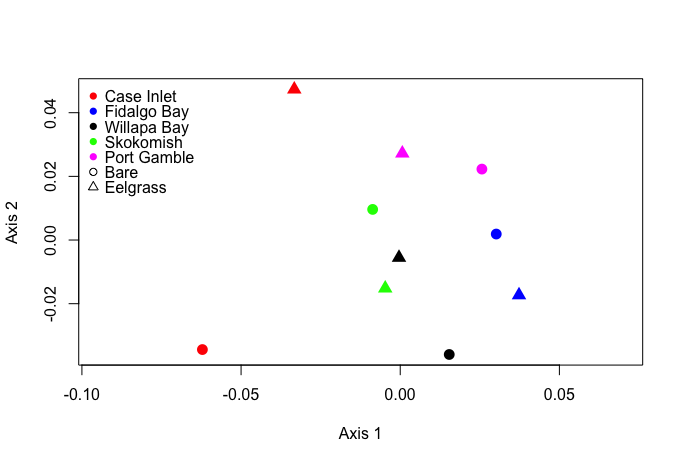 Case Inlet
Fidalgo Bay
Willapa Bay
Skokomish
Port Gamble
Bare
Eelgrass
Axis 2
0.04
0.02
0.00
-0.02
-0.10
-0.05
0.00
0.05
Axis 1